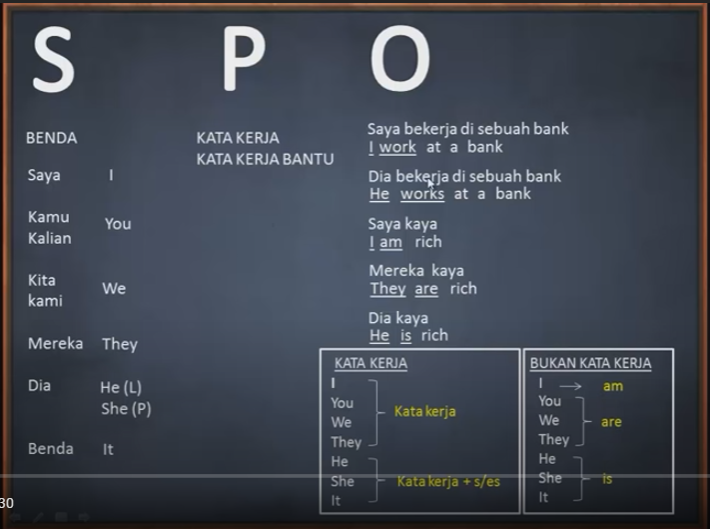 S P O
BENDA
Saya I
Kamu
Kalian
You
Kita
kami
We
Mereka They
Dia He (L)
She (P)
Benda It
KATA KERJA
KATA KERJA BANTU
Saya bekerja di sebuah bank
I work at a bank
Dia bekerja di sebuah bank
He works at a bank
Saya kaya
I am rich
Mereka kaya
They are rich
Dia kaya
He is rich
KATA KERJA
I
You
We
They
Kata kerja
He
She
It
Kata kerja + s/es
BUKAN KATA KERJA
I am
You
We
They
are
He
She
It
is
30